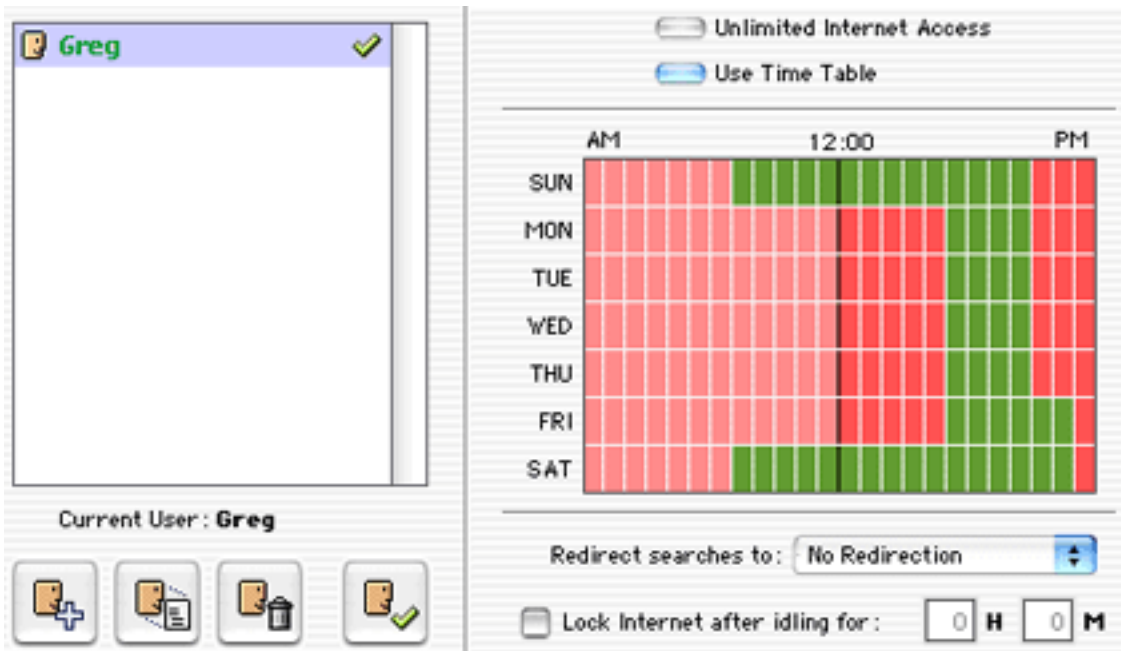 Greg
Current User : Greg
Unlimited Internet Access
Use Time Table
AM 12:00 PM
SUN
MON
TUE
WED
THU
FRI
SAT
Redirect searches to : No Redirection
Lock Internet after idling for : 0 H 0 M